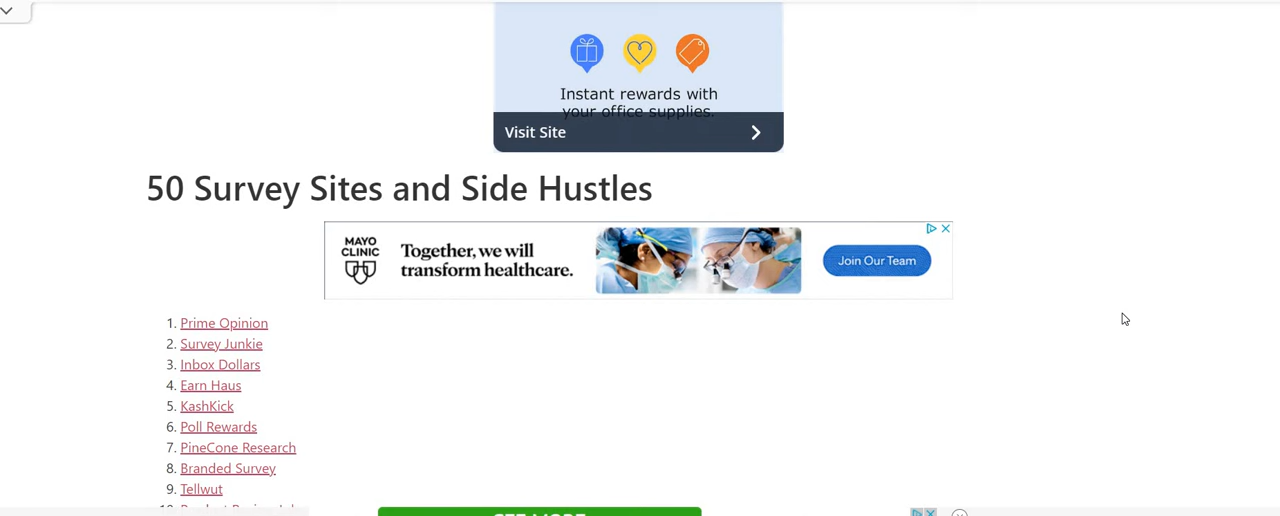 Instant rewards with
your office supplies.
Visit Site
50 Survey Sites and Side Hustles
MAYO
CLINIC
Together, we will
transform healthcare.
Join Our Team
1. Prime Opinion
2. Survey Junkie
3. Inbox Dollars
4. Earn Haus
5. KashKick
6. Poll Rewards
7. PineCone Research
8. Branded Survey
9. Tellwut